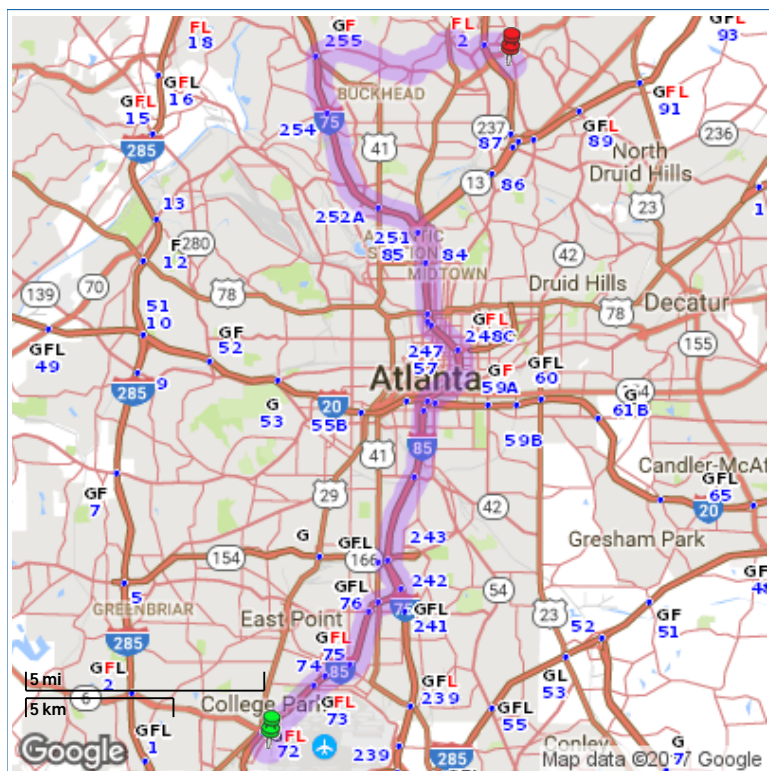 FL
18
GF
255
FL
2
GFL
93
GFL
16
GFL
15
BUCKHEAD
GFL
91
254
75
285
41
237
87
GFL
89
236
North
Druid Hills
13
86
23
13
252A
251
85
84
MIDTOWN
F
12
280
42
1
139
70
78
Druid Hills
78
Decatur
51
10
GFL
49
GF
52
GFL
248C
155
247
57
Atlanta
GF
59A
GFL
60
9
285
G
53
20
55B
G
61B
59B
41
85
Candler-McAf
GFL
65
20
29
42
GF
7
G
GFL
166
243
Gresham Park
154
GFL
48
5
GREENBRIAR
GFL
76
242
54
GFL
241
East Point
23
52
GF
51
285
GFL
75
74
85
GFL
2
5 mi
6
5 km
College Park
GFL
73
GFL
239
GL
53
GFL
55
GFL
1
GFL
72
239
285
Conley
G
7
Google
Map data ©2017 Google